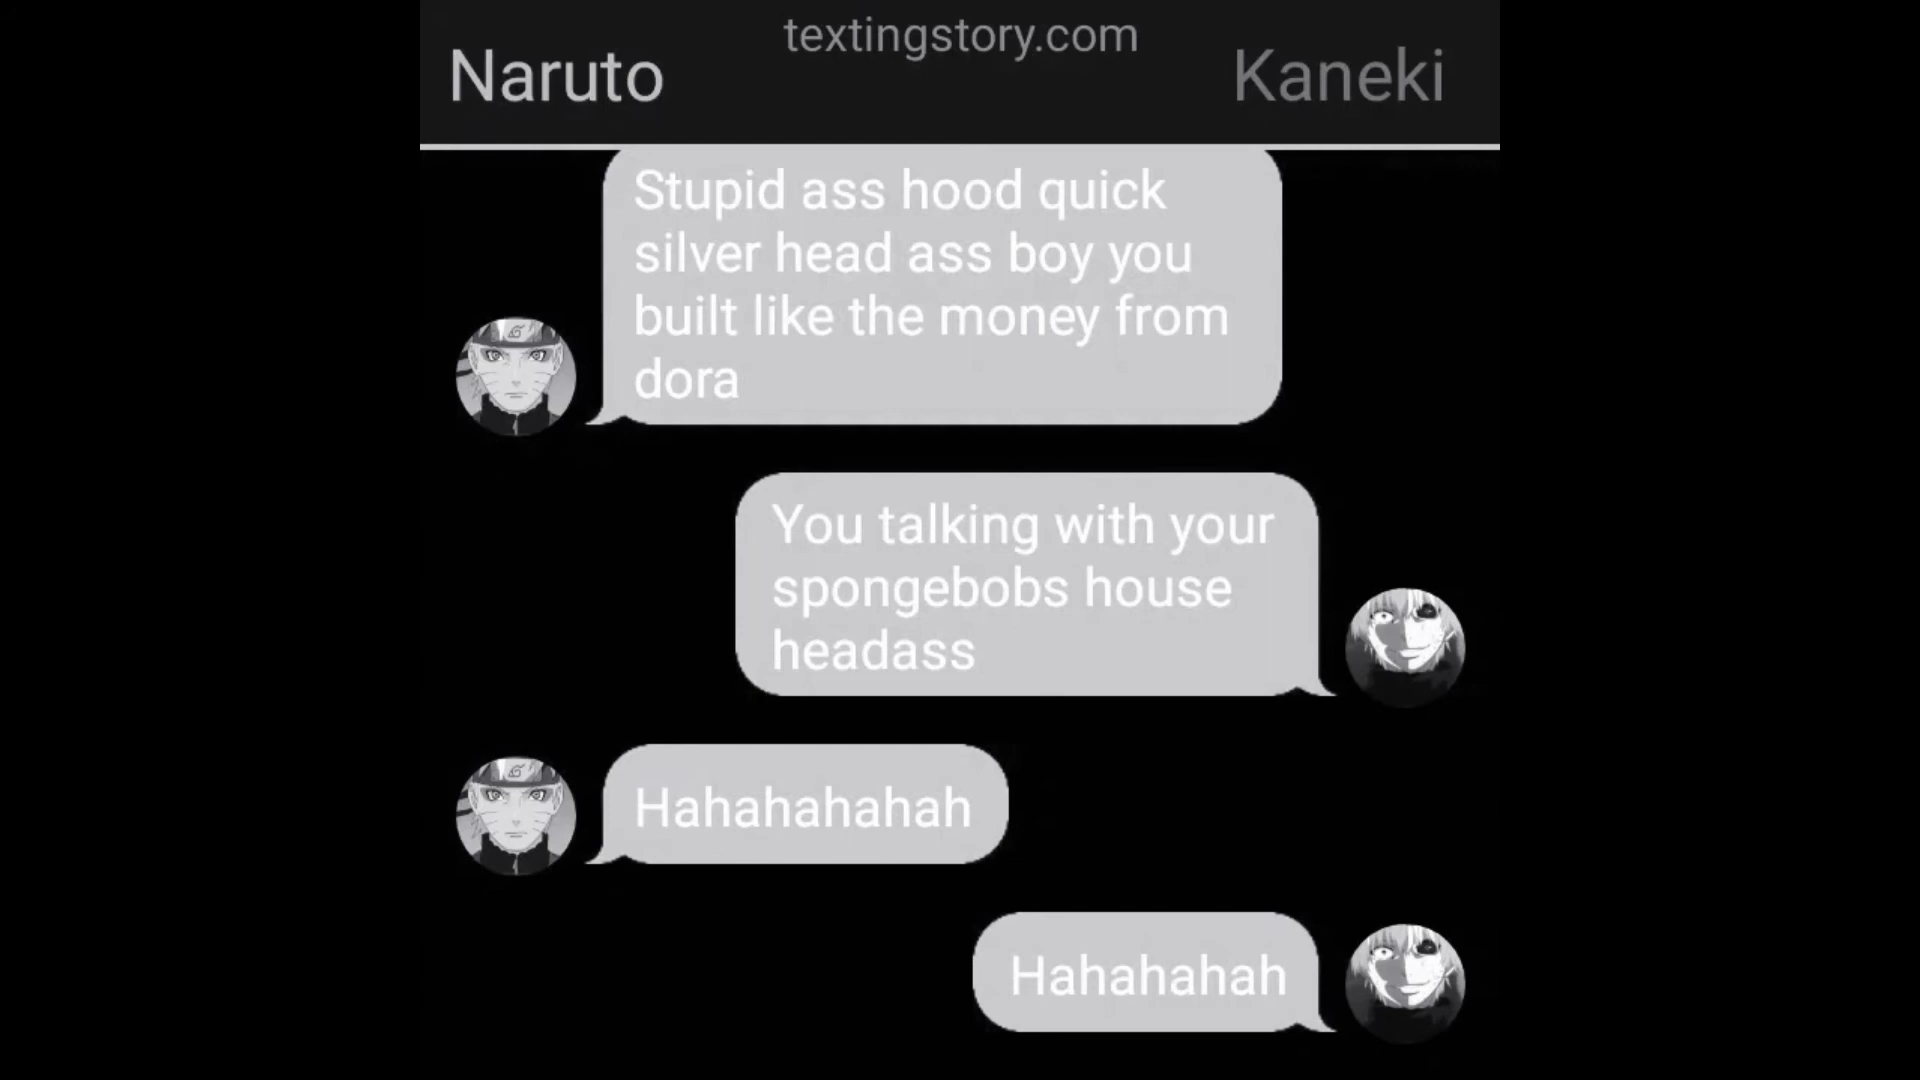 textingstory.com
Naruto
Kaneki
Stupid ass hood quick
silver head ass boy you
built like the money from
dora
You talking with your
spongebobs house
headass
Hahahahahah
Hahahahah